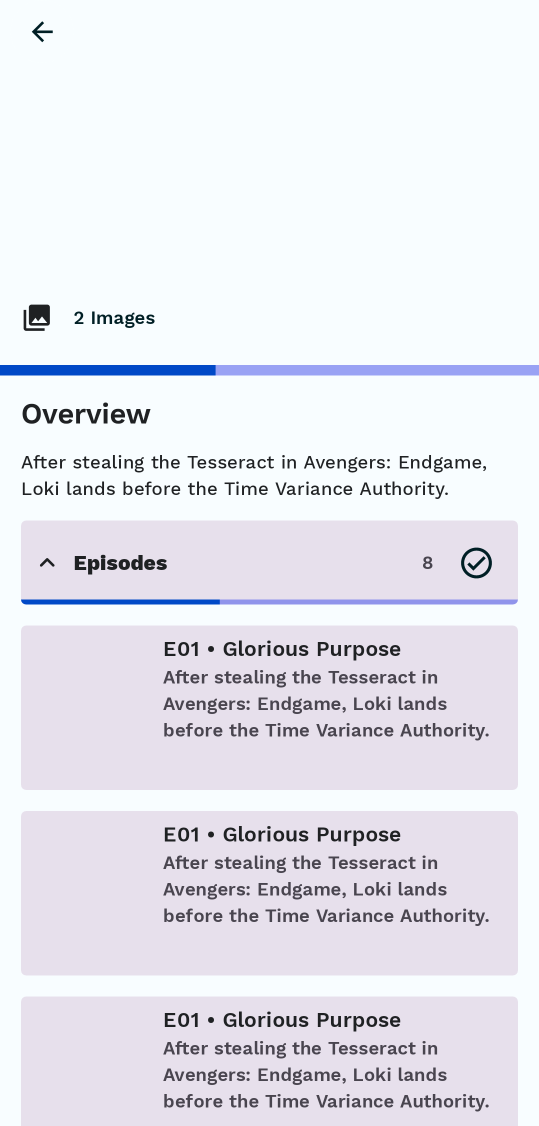 2 Images
Overview
After stealing the Tesseract in Avengers: Endgame,
Loki lands before the Time Variance Authority.
Episodes 8
E01 • Glorious Purpose
After stealing the Tesseract in
Avengers: Endgame, Loki lands
before the Time Variance Authority.
E01 • Glorious Purpose
After stealing the Tesseract in
Avengers: Endgame, Loki lands
before the Time Variance Authority.
E01 • Glorious Purpose
After stealing the Tesseract in
Avengers: Endgame, Loki lands
before the Time Variance Authority.